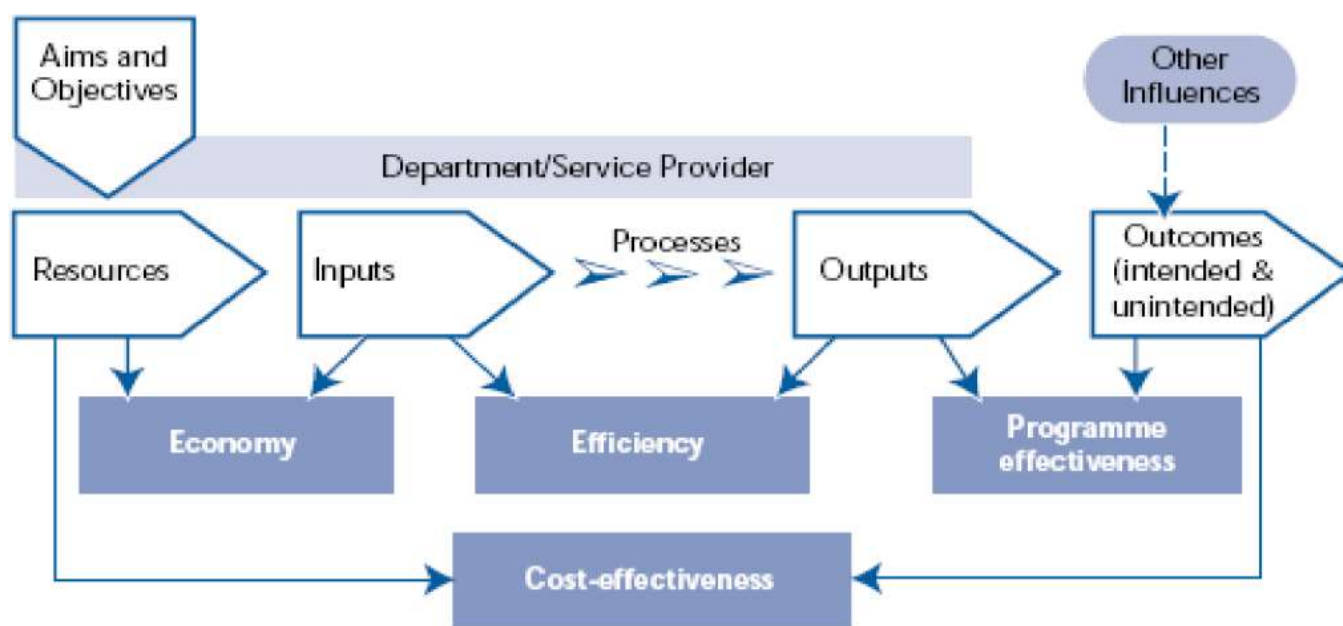 Aims and
Objectives
Other
Influences
Department/Service Provider
Resources
Inputs
Processes
Outputs
Outcomes
(intended &
unintended)
Economy
Efficiency
Programme
effectiveness
Cost-effectiveness